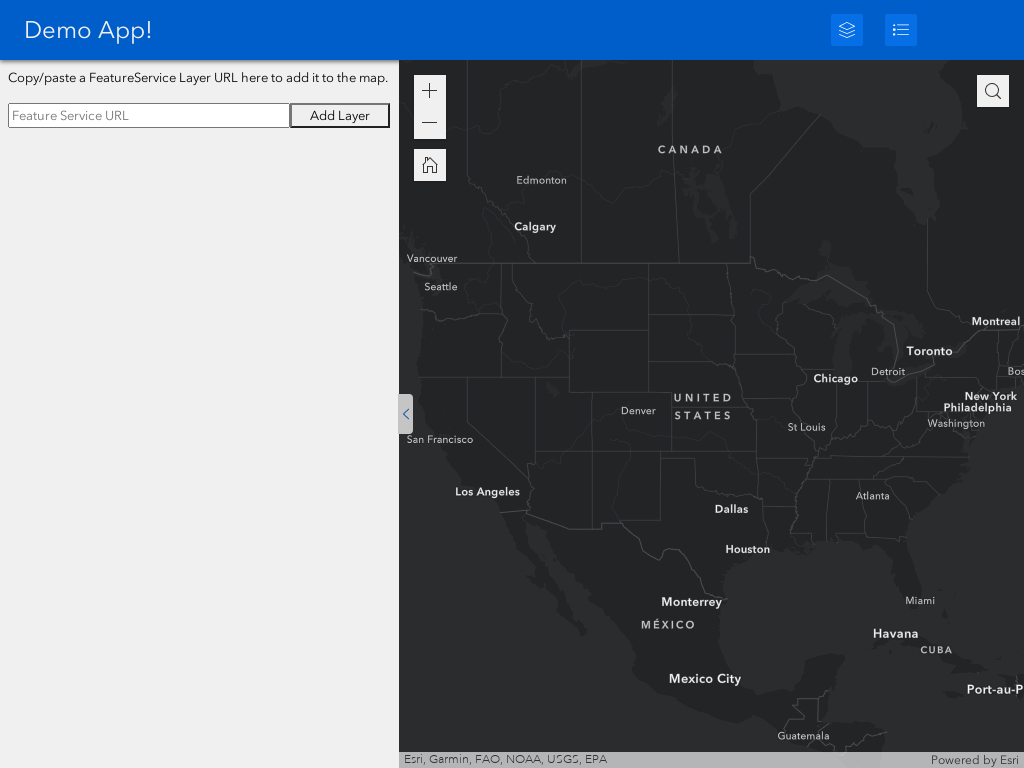 Demo App!
Copy/paste a FeatureService Layer URL here to add it to the map.
Feature Service URL
Add Layer
CANADA
Edmonton
Calgary
Vancouver
Seattle
Montreal
Toronto
Detroit
Chicago
Bos
New York
Philadelphia
Washington
UNITED
STATES
Denver
St Louis
San Francisco
Los Angeles
Atlanta
Dallas
Houston
Monterrey
MÉXICO
Miami
Havana
CUBA
Mexico City
Port-au-P
Guatemala
Esri, Garmin, FAO, NOAA, USGS, EPA
Powered by Esri